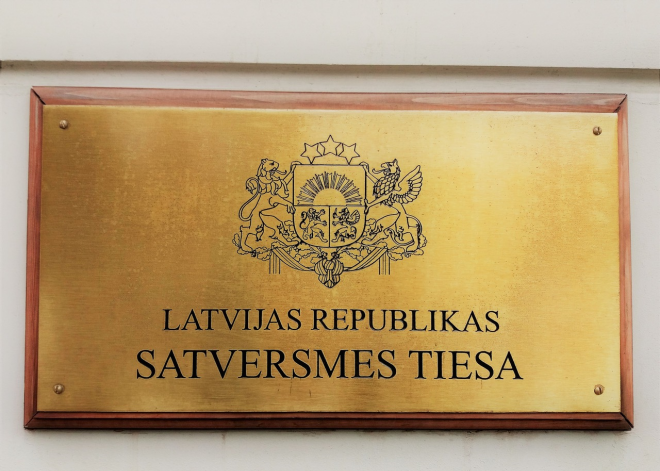 LATVIJAS REPUBLIKAS
SATVERSMES TIESA